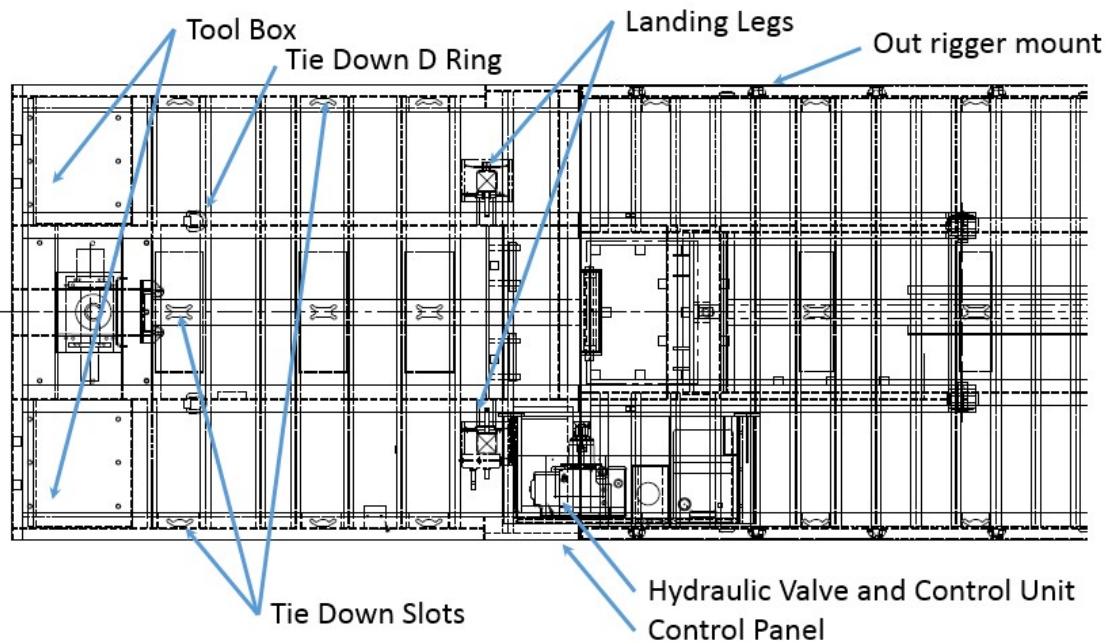 Tool Box
Landing Legs
Tie Down D Ring
Out rigger mount
Tie Down Slots
Hydraulic Valve and Control Unit
Control Panel